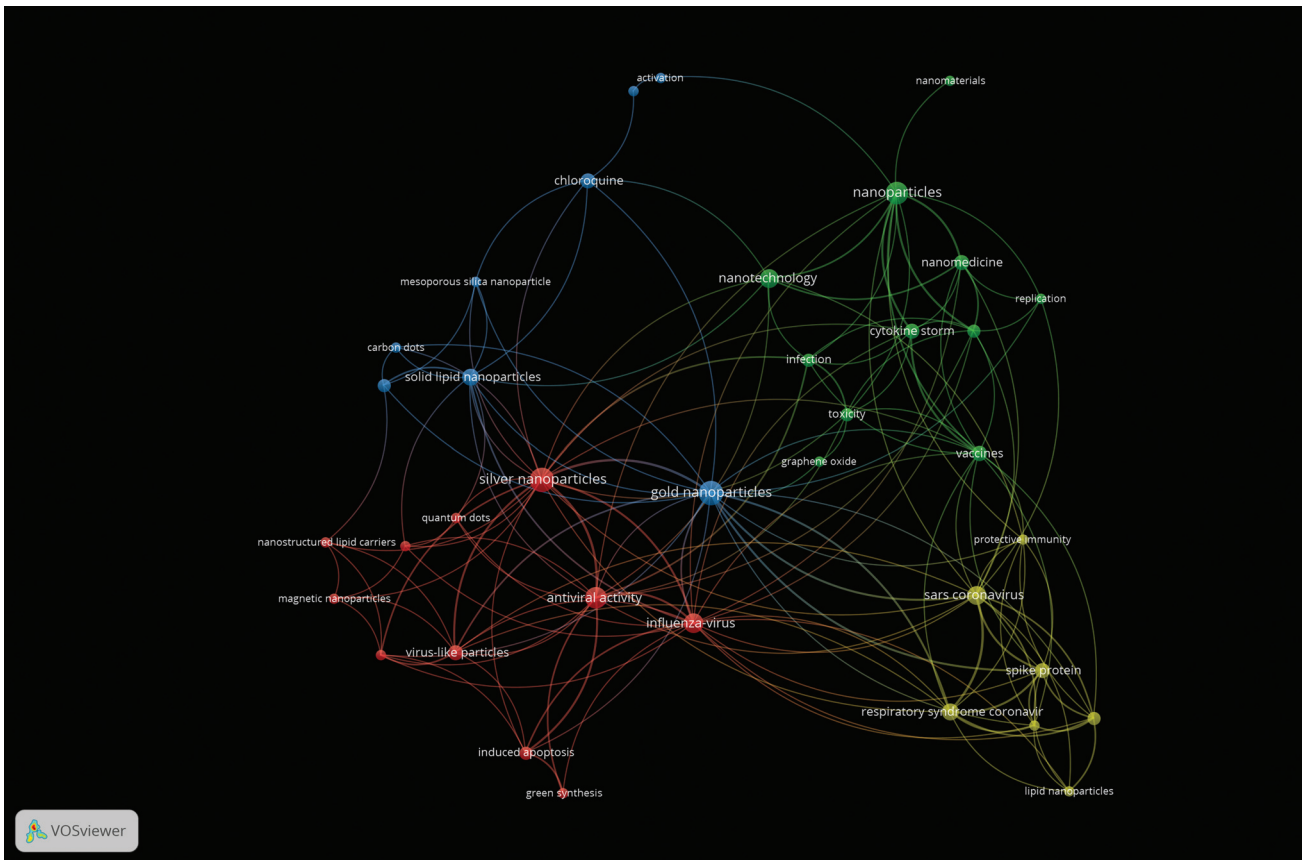 activation
nanomaterials
chloroquine
nanoparticles
nanomedicine
nanotechnology
mesoporous silica nanoparticle
replication
cytokine storm
carbon dots
infection
solid lipid nanoparticles
toxicity
vaccines
graphene oxide
silver nanoparticles
gold nanoparticles
quantum dots
nanostructured lipid carriers
protective immunity
magnetic nanoparticles
antiviral activity
sars coronavirus
influenza-virus
virus-like particles
spike protein
respiratory syndrome coronavir
induced apoptosis
green synthesis
lipid nanoparticles
VOSviewer